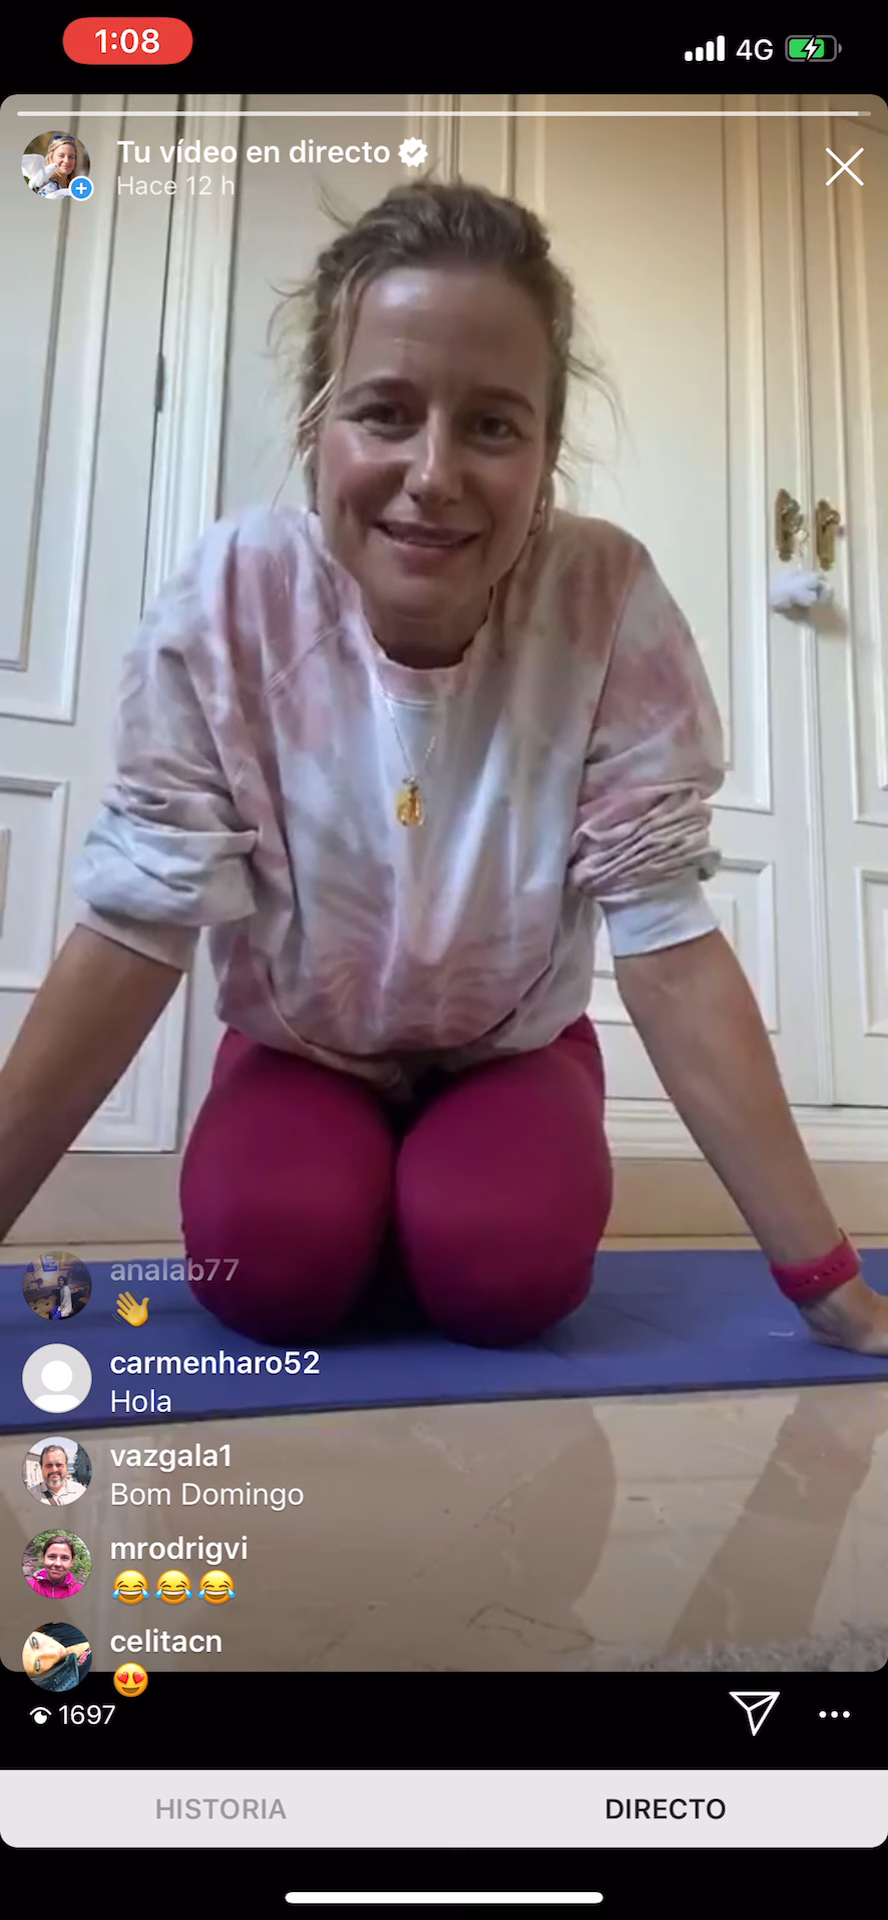 1:08
4G
Tu vídeo en directo
Hace 12 h
analab77
👋
carmenharo52
Hola
vazgala1
Bom Domingo
mrodrigvi
😂😂😂
celitacn
😍
1697
HISTORIA
DIRECTO